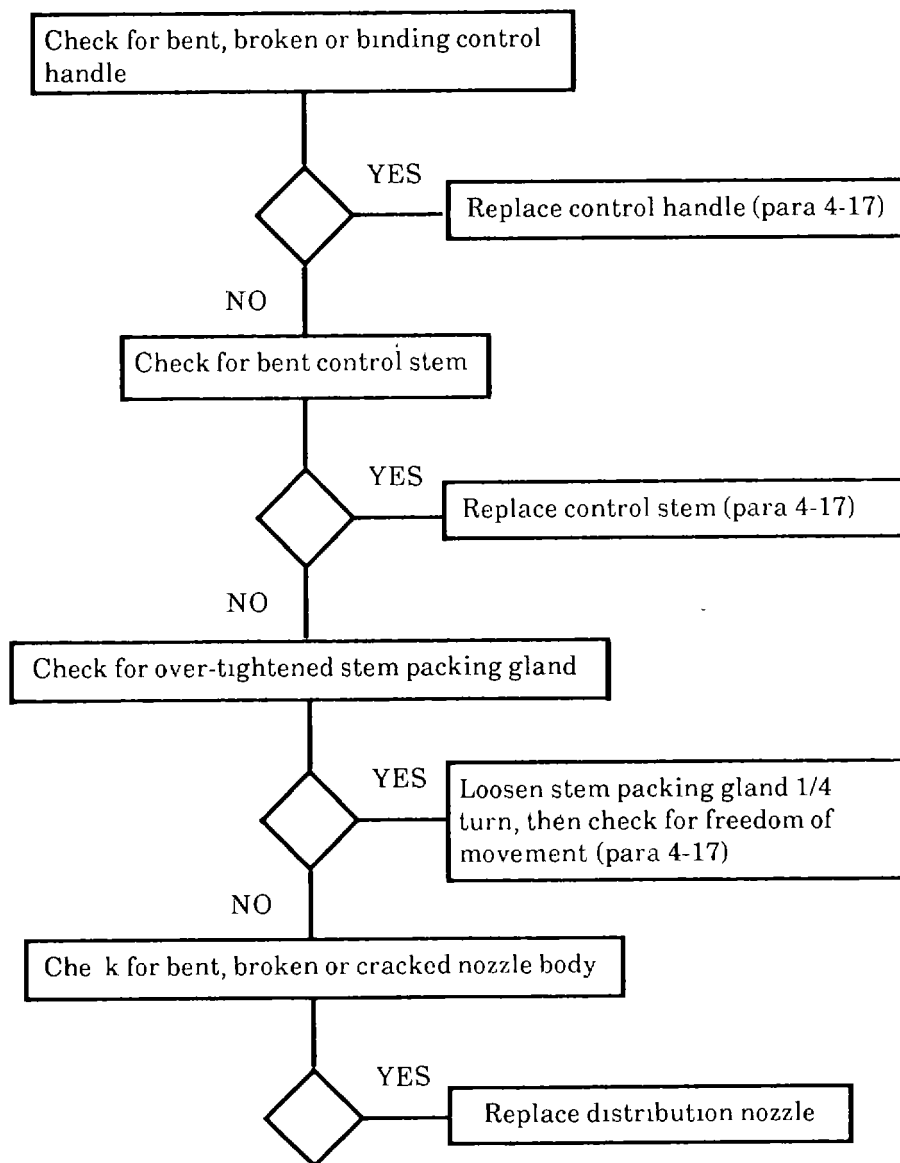 Check for bent, broken or binding control
handle
YES
Replace control handle (para 4-17)
NO
Check for bent control stem
YES
Replace control stem (para 4-17)
NO
Check for over-tightened stem packing gland
YES
Loosen stem packing gland 1/4
turn, then check for freedom of
movement (para 4-17)
NO
Che k for bent, broken or cracked nozzle body
YES
Replace distribution nozzle